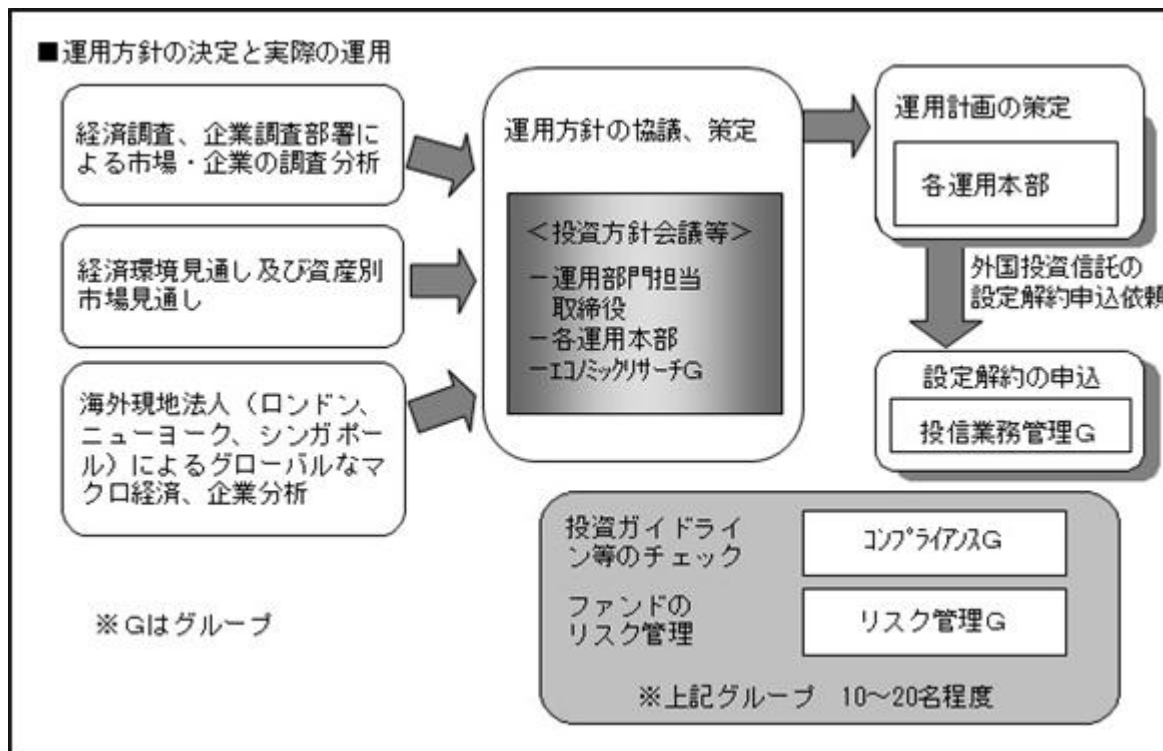 ■運用方針の決定と実際の運用
経済調査、企業調査部署に
よる市場・企業の調査分析
経済環境見通し及び資産別
市場見通し
海外現地法人（ロンドン、
ニューヨーク、シンガポー
ル）によるグローバルなマ
クロ経済、企業分析
※Gはグループ
運用方針の協議、策定
＜投資方針会議等＞
－運用部門担当
取締役
－各運用本部
－ｴｺﾉﾐｯｸﾘｻｰﾁG
運用計画の策定
各運用本部
外国投資信託の
設定解約申込依頼
設定解約の申込
投信業務管理G
投資ガイドライ
ン等のチェック
ｺﾝﾌﾟﾗｲｱﾝｽG
ファンドの
リスク管理
リスク管理G
※上記グループ　10～20名程度